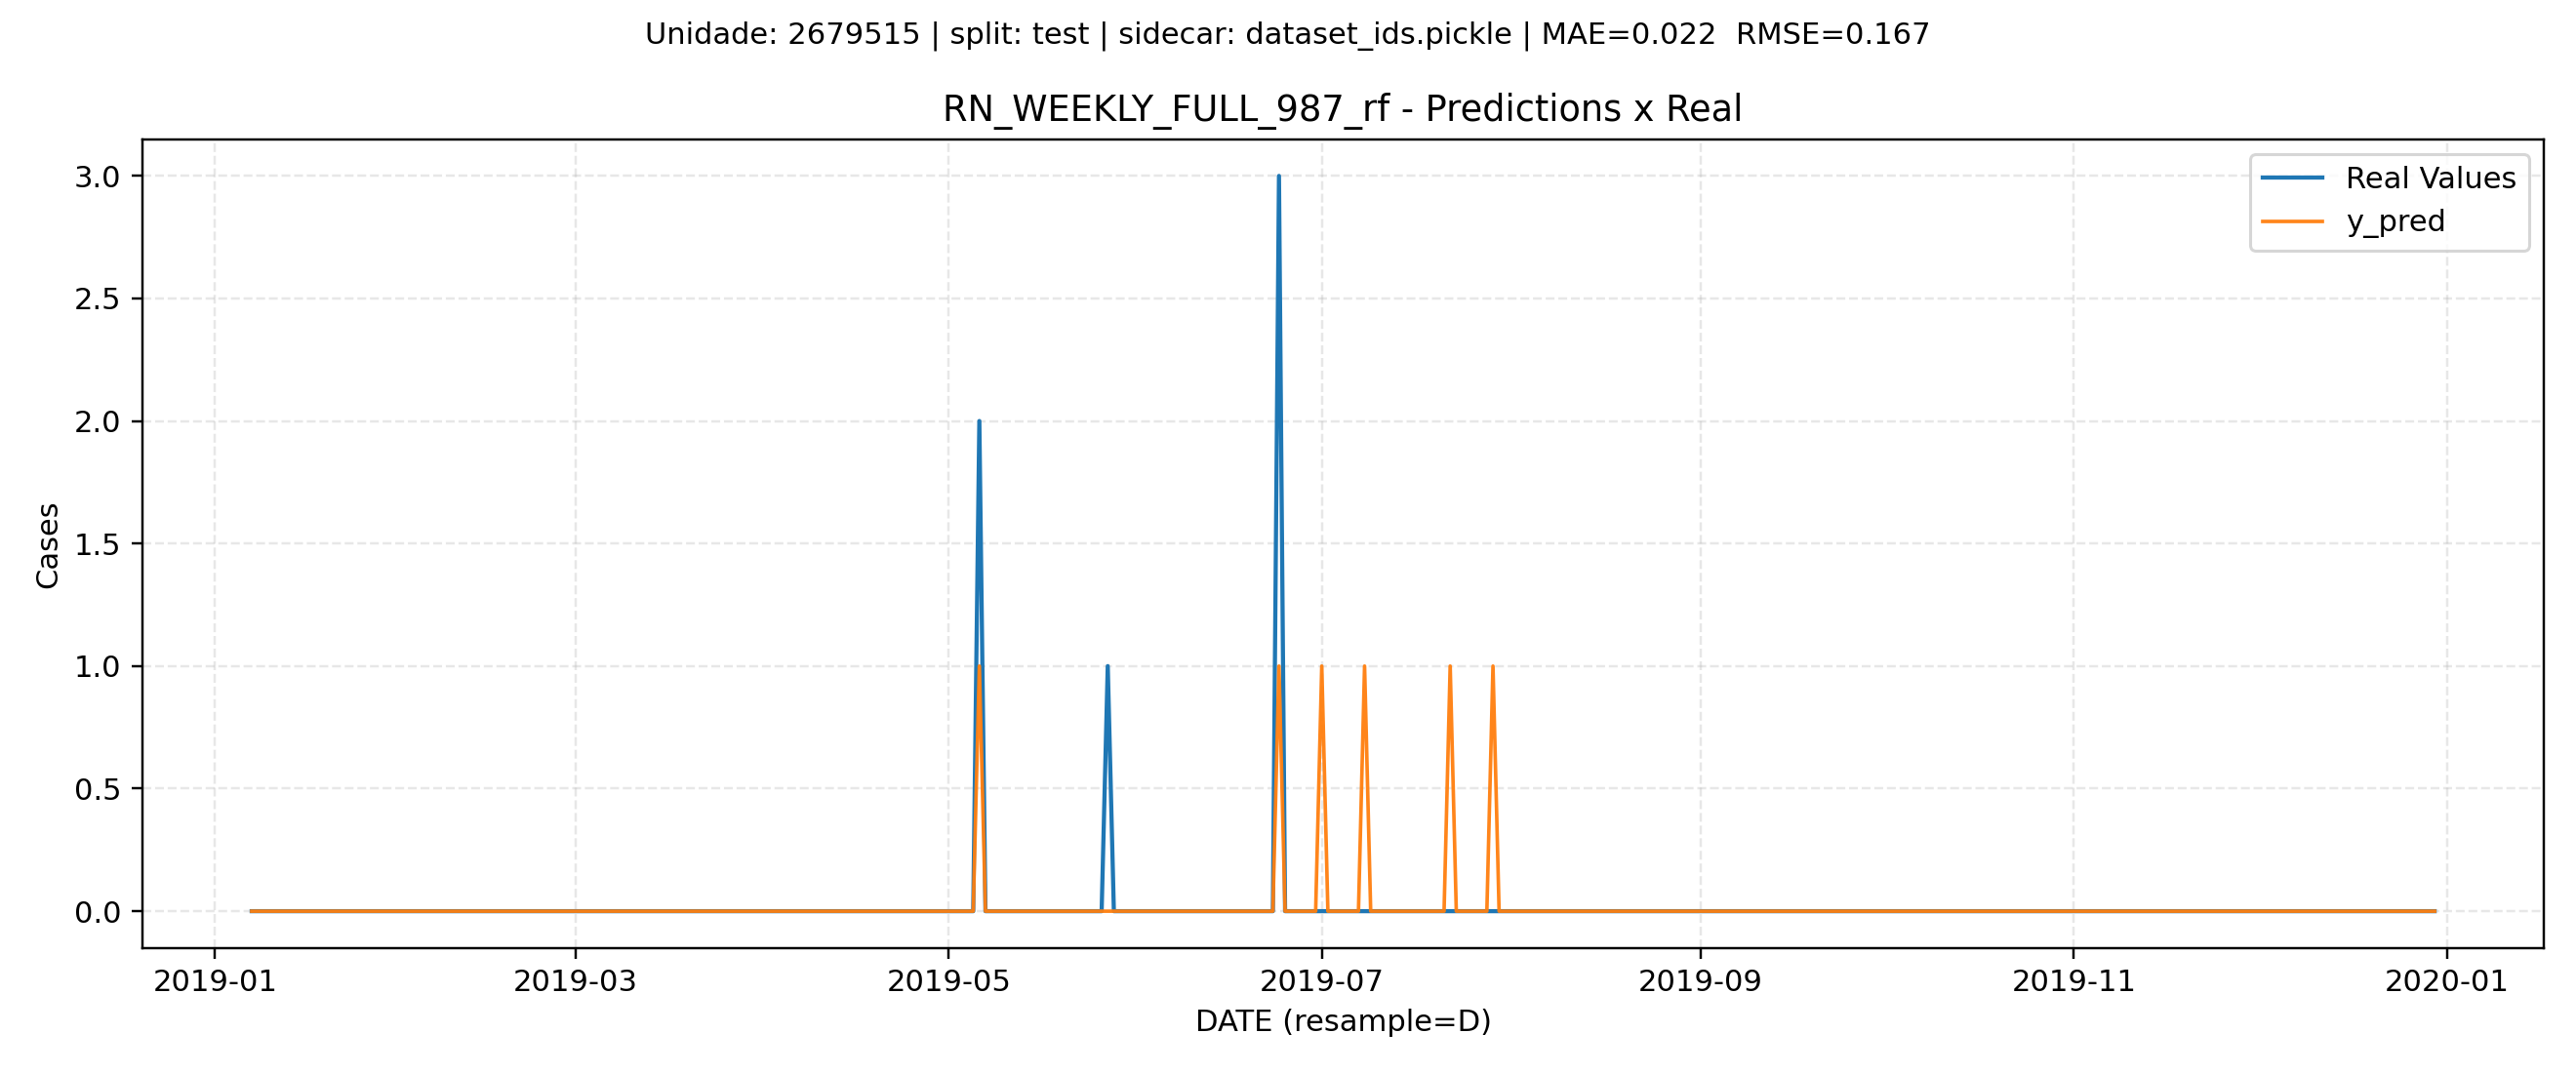 Unidade: 2679515 | split: test | sidecar: dataset_ids.pickle | MAE=0.022  RMSE=0.167
RN_WEEKLY_FULL_987_rf - Predictions x Real
Real Values
y_pred
3.0
2.5
2.0
1.5
1.0
0.5
0.0
Cases
2019-01
2019-03
2019-05
2019-07
2019-09
2019-11
2020-01
DATE (resample=D)